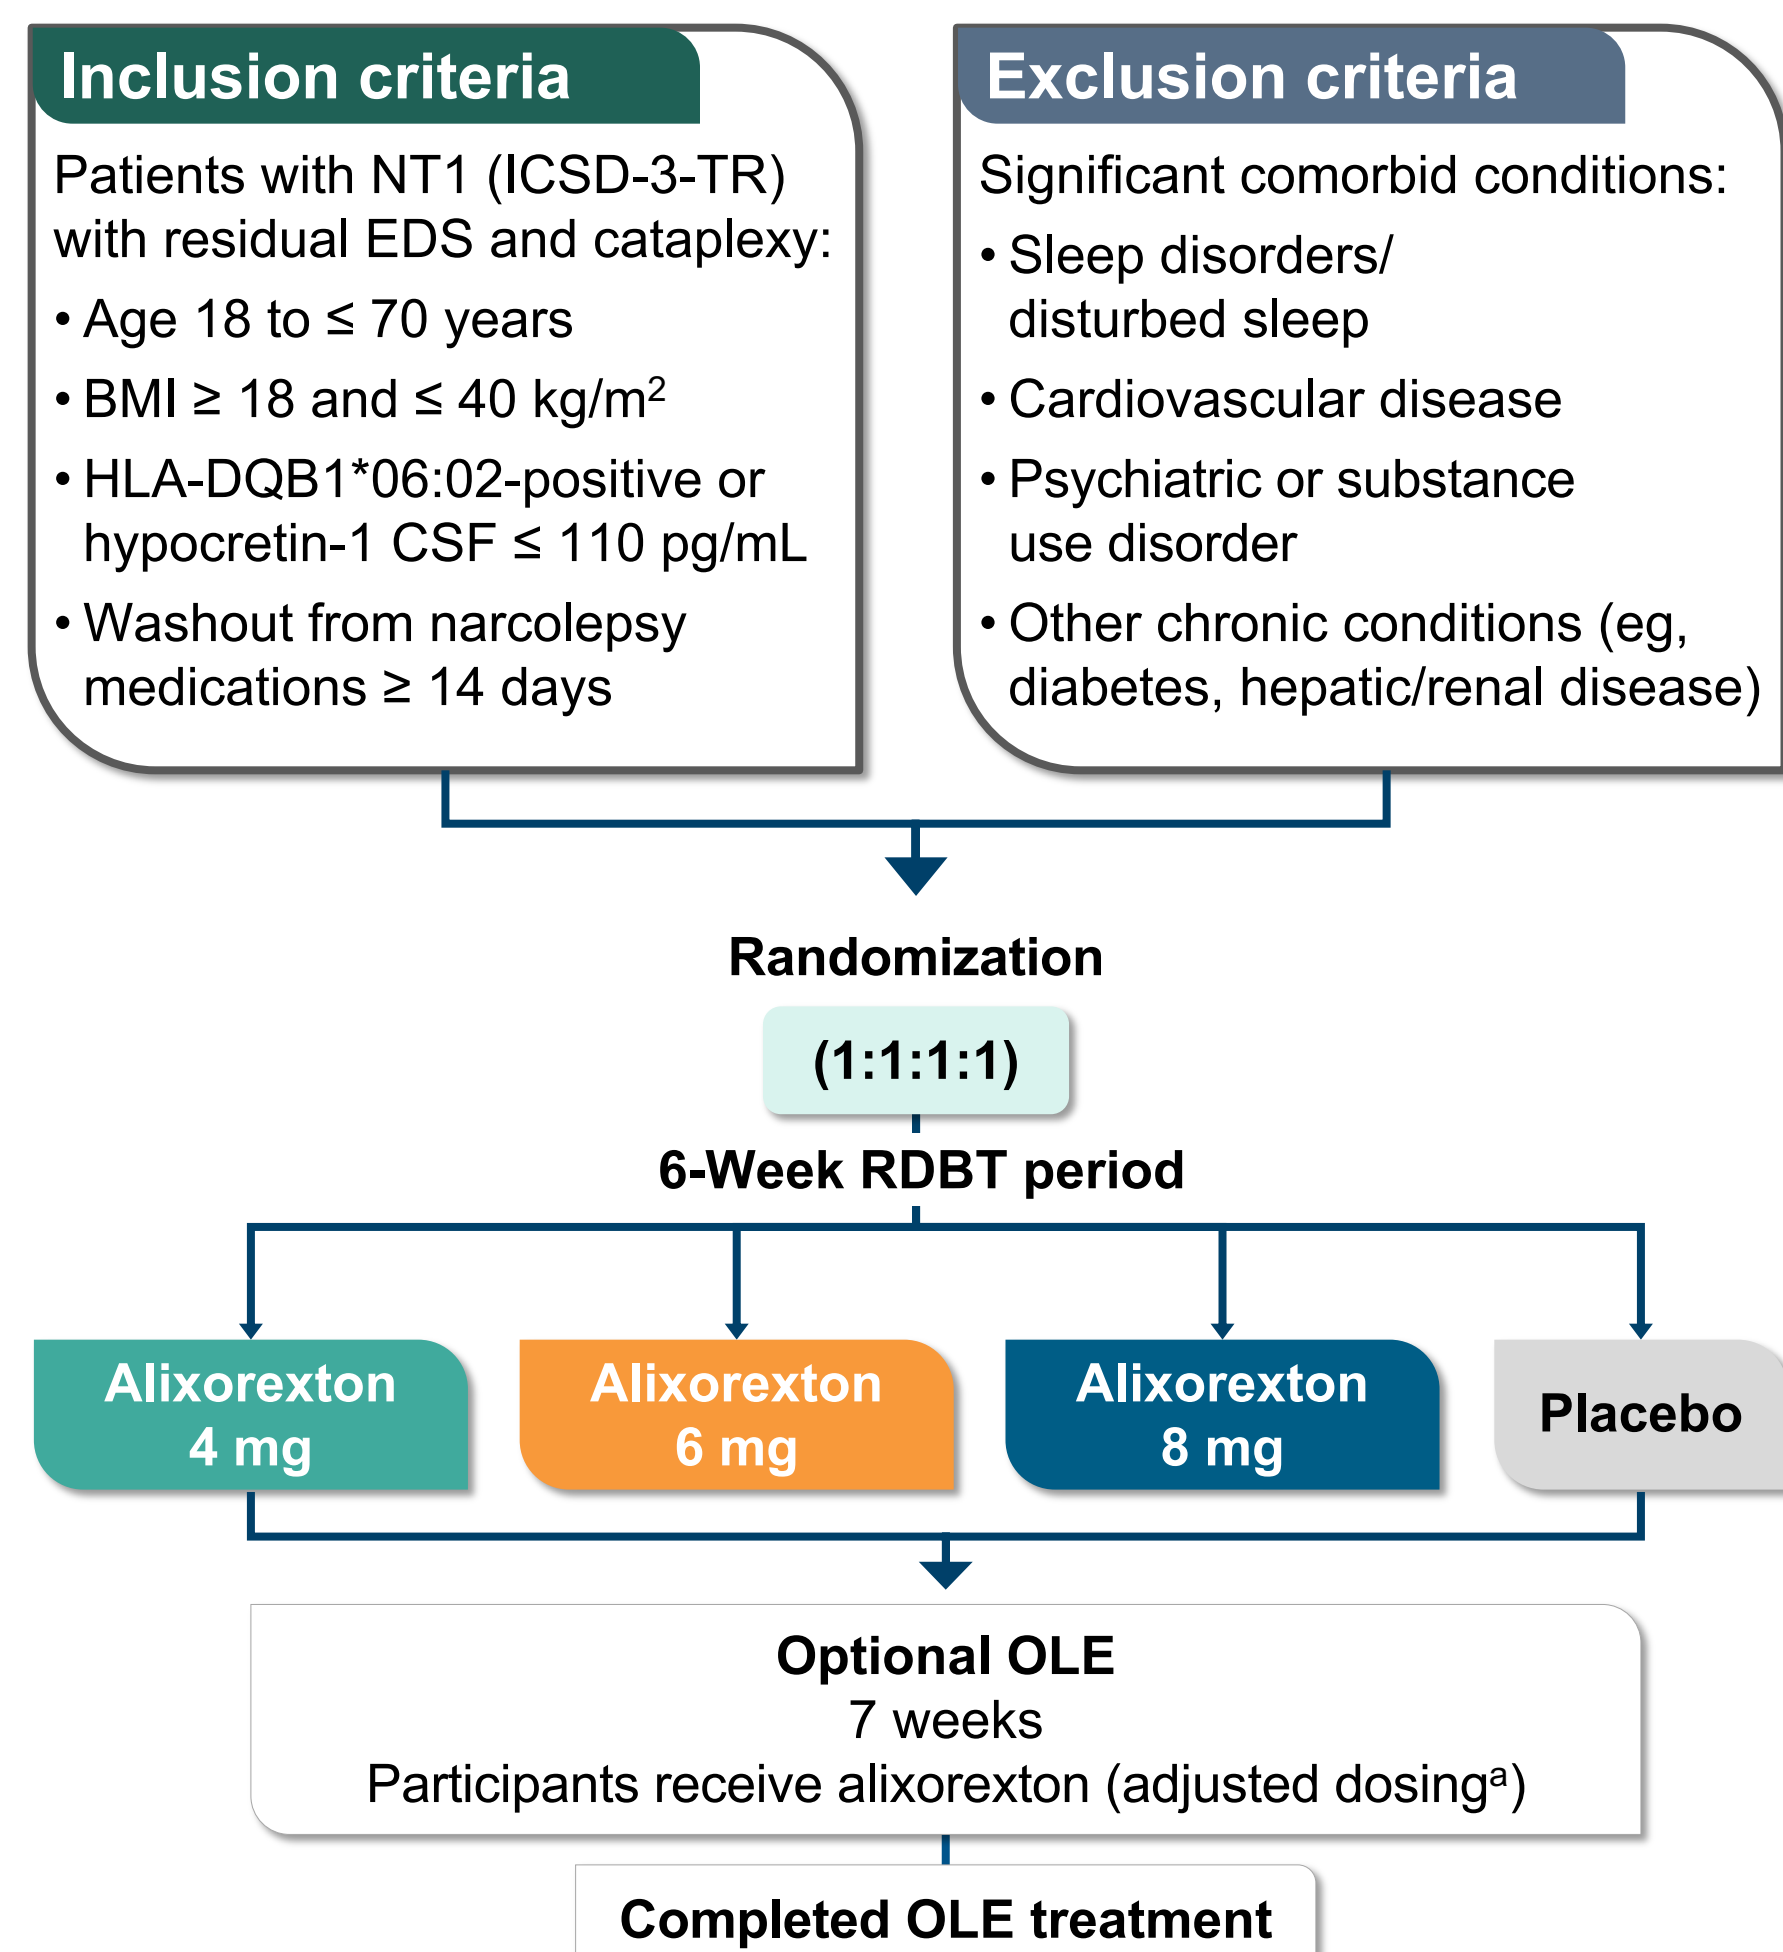 Inclusion criteria
Patients with NT1 (ICSD-3-TR)
with residual EDS and cataplexy:
• Age 18 to ≤ 70 years
• BMI ≥ 18 and ≤ 40 kg/m²
• HLA-DQB1*06:02-positive or
hypocretin-1 CSF ≤ 110 pg/mL
• Washout from narcolepsy
medications ≥ 14 days
Exclusion criteria
Significant comorbid conditions:
• Sleep disorders/
disturbed sleep
• Cardiovascular disease
• Psychiatric or substance
use disorder
• Other chronic conditions (eg,
diabetes, hepatic/renal disease)
Randomization
(1:1:1:1)
6-Week RDBT period
Alixorexton
4 mg
Alixorexton
6 mg
Alixorexton
8 mg
Placebo
Optional OLE
7 weeks
Participants receive alixorexton (adjusted dosingᵃ)
Completed OLE treatment